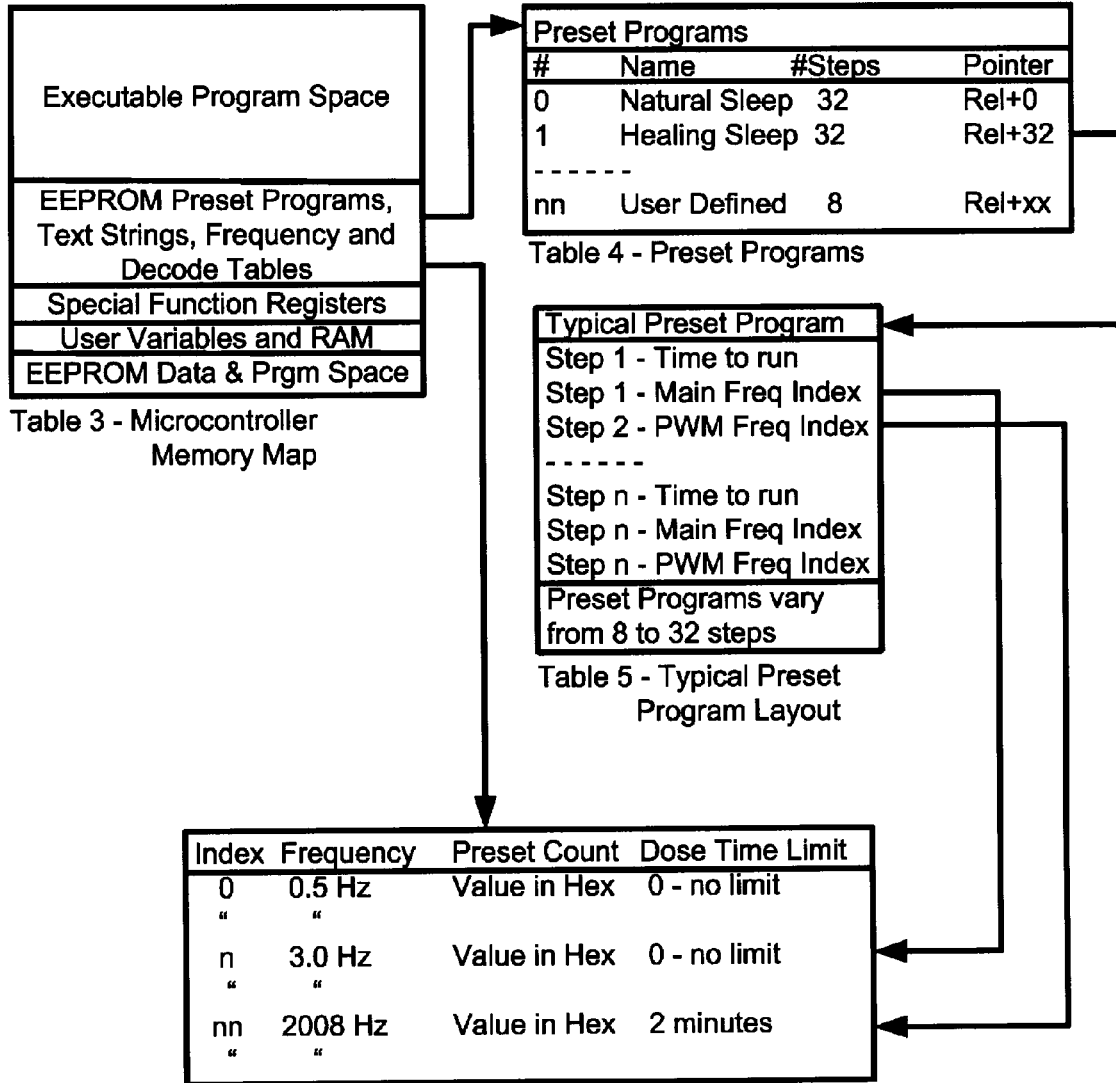 Executable Program Space
EEPROM Preset Programs,
Text Strings, Frequency and
Decode Tables
Special Function Registers
User Variables and RAM
EEPROM Data & Prgm Space
Table 3 - Microcontroller
Memory Map
Preset Programs
# Name #Steps Pointer
0 Natural Sleep 32 Rel+0
1 Healing Sleep 32 Rel+32
- - - - - -
nn User Defined 8 Rel+xx
Table 4 - Preset Programs
Typical Preset Program
Step 1 - Time to run
Step 1 - Main Freq Index
Step 2 - PWM Freq Index
- - - - - -
Step n - Time to run
Step n - Main Freq Index
Step n - PWM Freq Index
Preset Programs vary
from 8 to 32 steps
Table 5 - Typical Preset
Program Layout
Index Frequency Preset Count Dose Time Limit
0 0.5 Hz Value in Hex 0 - no limit
“ “
n 3.0 Hz Value in Hex 0 - no limit
“ “
nn 2008 Hz Value in Hex 2 minutes
“ “